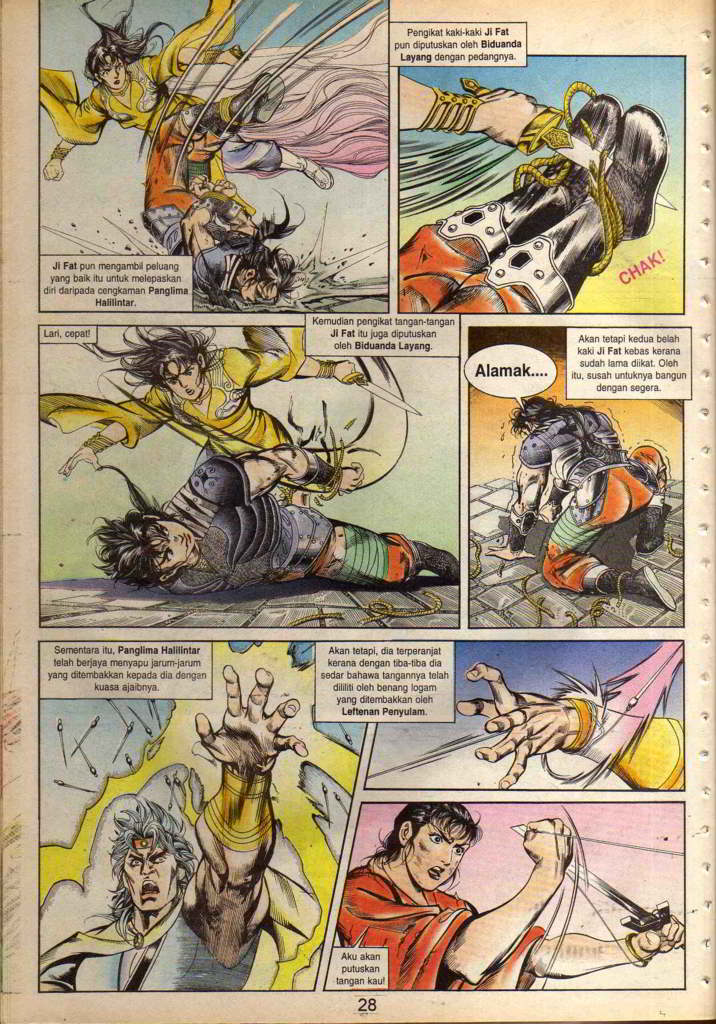 Ji Fat pun mengambil peluang
yang baik itu untuk melepaskan
diri daripada cengkaman Panglima
Halilintar.
Pengikat kaki-kaki Ji Fat
pun diputuskan oleh Biduanda
Layang dengan pedangnya.
CHAK!
Lari, cepat!
Kemudian pengikat tangan-tangan
Ji Fat itu juga diputuskan
oleh Biduanda Layang.
Alamak....
Akan tetapi kedua belah
kaki Ji Fat kebas kerana
sudah lama diikat. Oleh
itu, susah untuknya bangun
dengan segera.
Sementara itu, Panglima Halilintar
telah berjaya menyapu jarum-jarum
yang ditembakkan kepada dia dengan
kuasa ajaibnya.
Akan tetapi, dia terperanjat
kerana dengan tiba-tiba dia
sedar bahawa tangannya telah
dililiti oleh benang logam
yang ditembakkan oleh
Leftenan Penyulam.
Aku akan
putuskan
tangan kau!
28